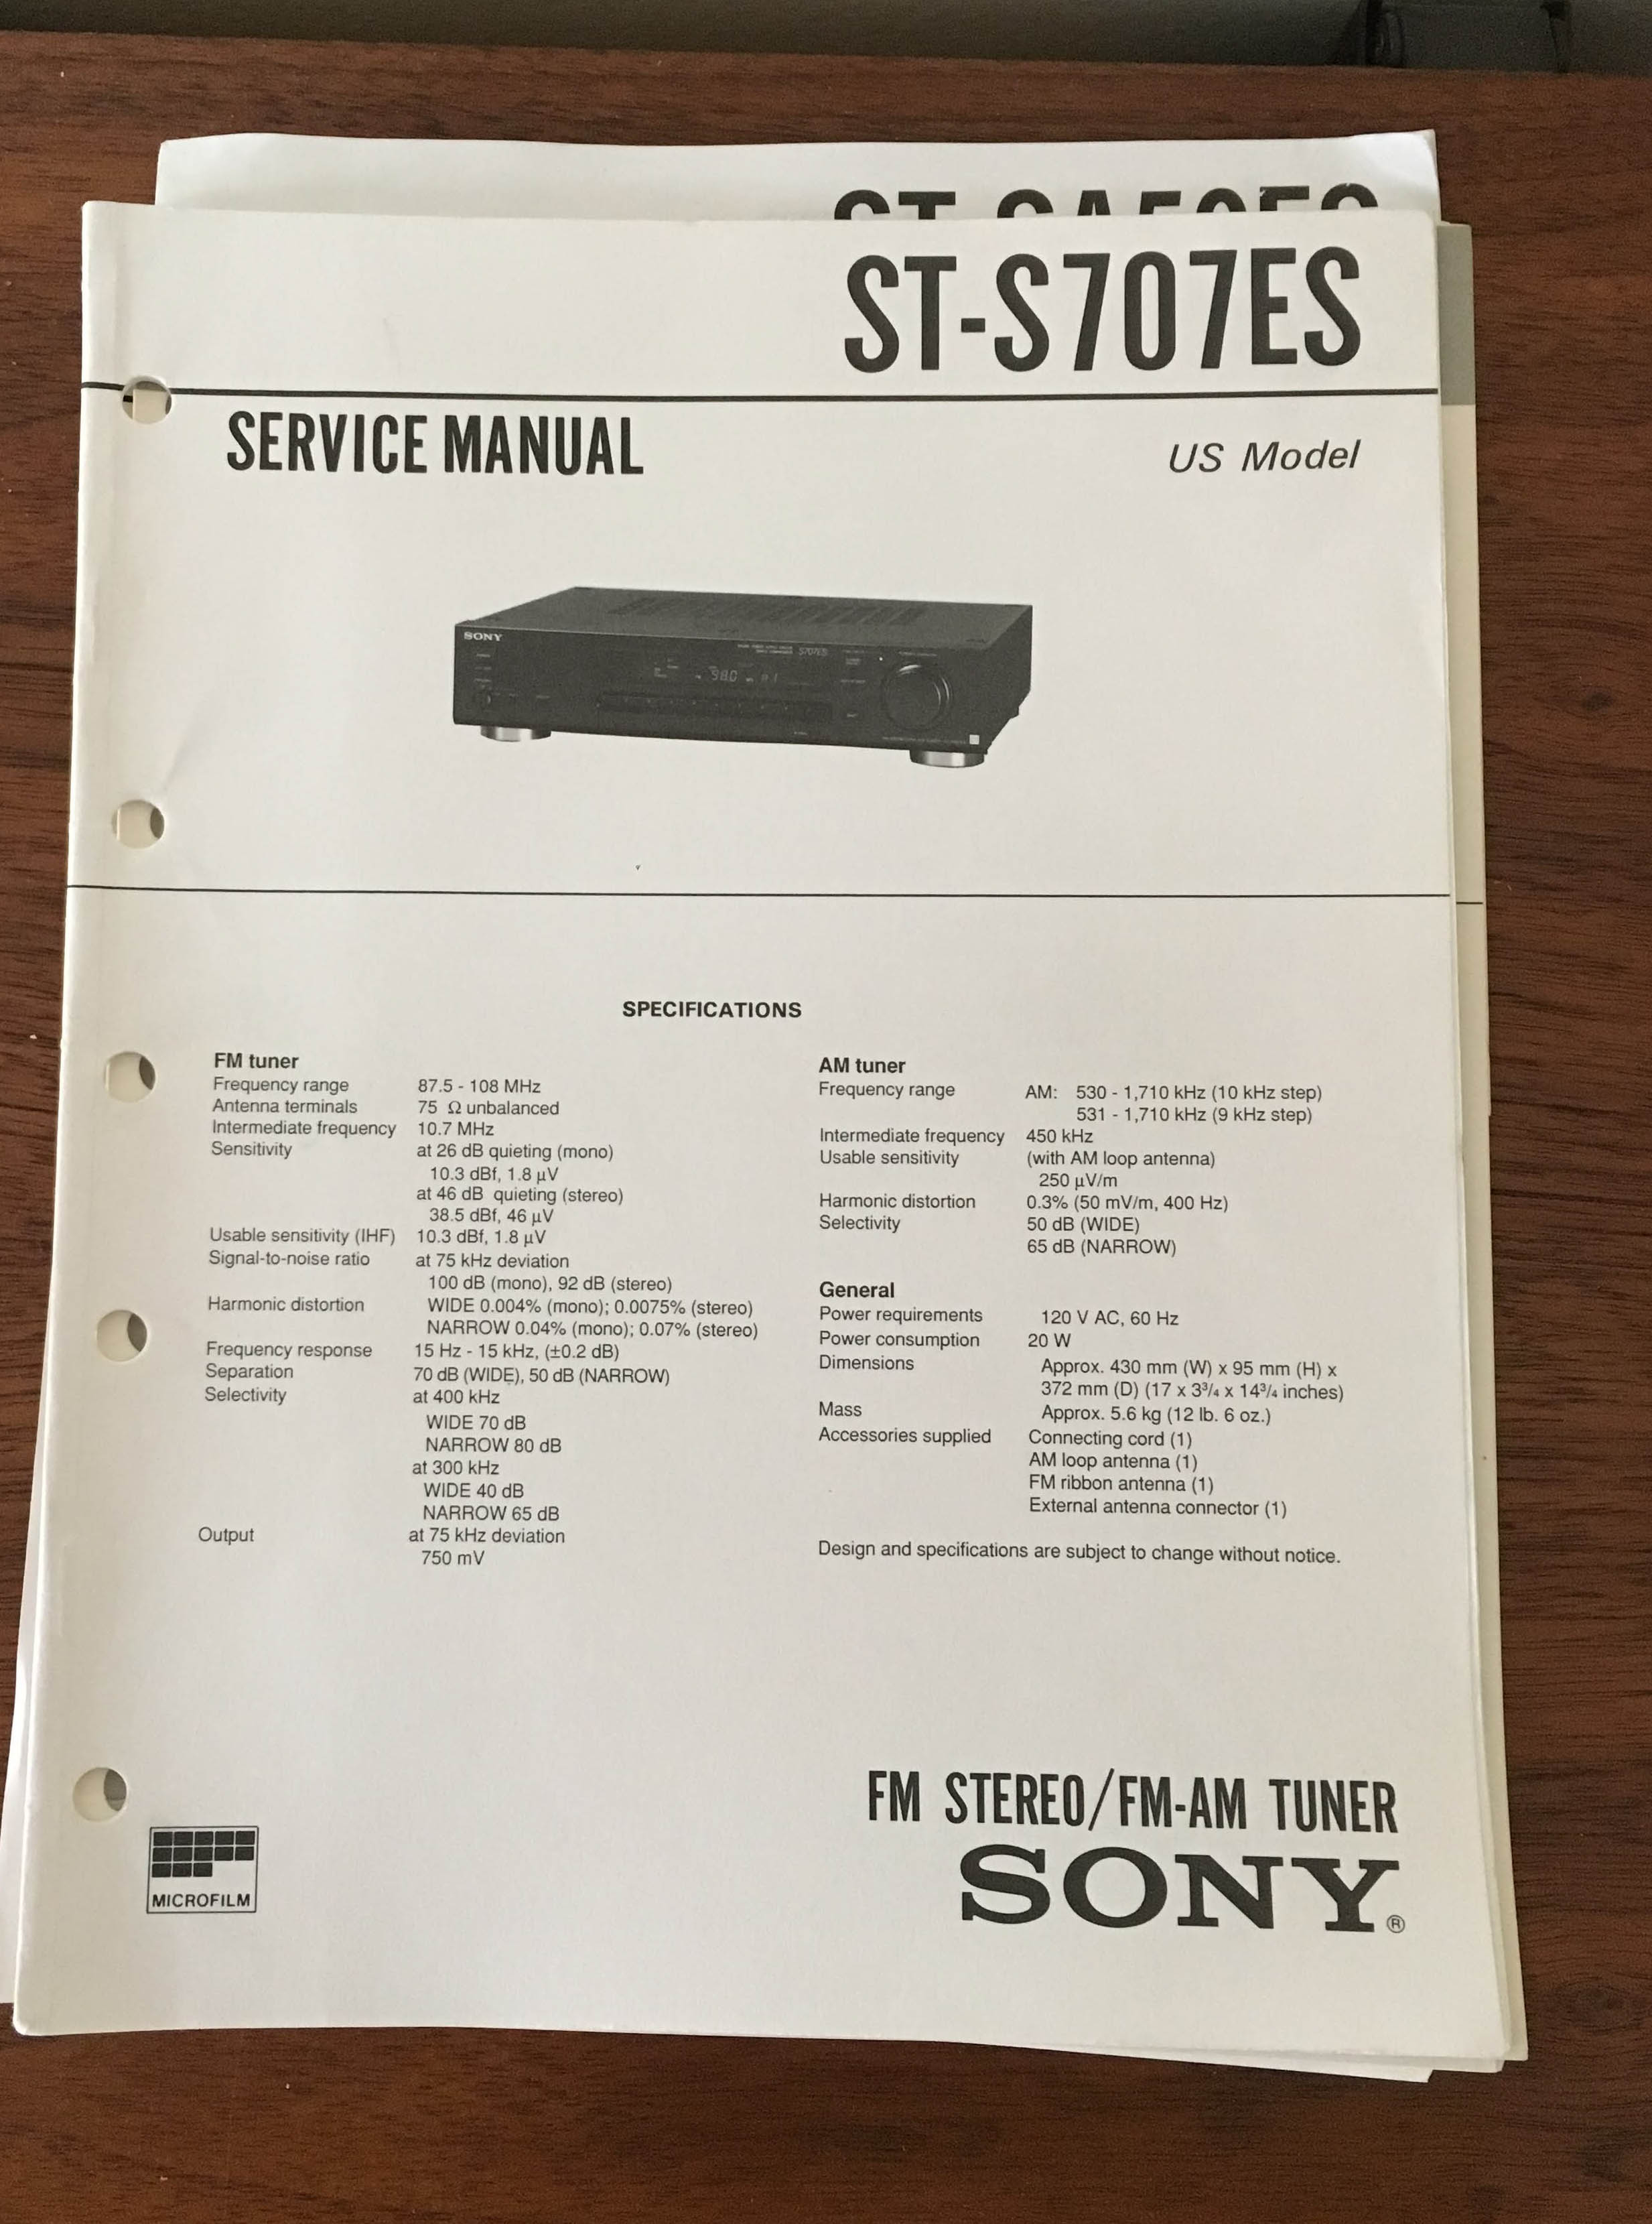 ST-SA50ES
ST-S707ES
SERVICE MANUAL
US Model
SONY
S707ES
98.0
SPECIFICATIONS
FM tuner
Frequency range 87.5 - 108 MHz
Antenna terminals 75 Ω unbalanced
Intermediate frequency 10.7 MHz
Sensitivity at 26 dB quieting (mono)
10.3 dBf, 1.8 μV
at 46 dB quieting (stereo)
38.5 dBf, 46 μV
Usable sensitivity (IHF) 10.3 dBf, 1.8 μV
Signal-to-noise ratio at 75 kHz deviation
100 dB (mono), 92 dB (stereo)
Harmonic distortion WIDE 0.004% (mono); 0.0075% (stereo)
NARROW 0.04% (mono); 0.07% (stereo)
Frequency response 15 Hz - 15 kHz, (±0.2 dB)
Separation 70 dB (WIDE), 50 dB (NARROW)
Selectivity at 400 kHz
WIDE 70 dB
NARROW 80 dB
at 300 kHz
WIDE 40 dB
NARROW 65 dB
Output at 75 kHz deviation
750 mV
AM tuner
Frequency range AM: 530 - 1,710 kHz (10 kHz step)
531 - 1,710 kHz (9 kHz step)
Intermediate frequency 450 kHz
Usable sensitivity (with AM loop antenna)
250 μV/m
Harmonic distortion 0.3% (50 mV/m, 400 Hz)
Selectivity 50 dB (WIDE)
65 dB (NARROW)
General
Power requirements 120 V AC, 60 Hz
Power consumption 20 W
Dimensions Approx. 430 mm (W) x 95 mm (H) x
372 mm (D) (17 x 3³/₄ x 14³/₄ inches)
Mass Approx. 5.6 kg (12 lb. 6 oz.)
Accessories supplied Connecting cord (1)
AM loop antenna (1)
FM ribbon antenna (1)
External antenna connector (1)
Design and specifications are subject to change without notice.
FM STEREO/FM-AM TUNER
SONY®
MICROFILM